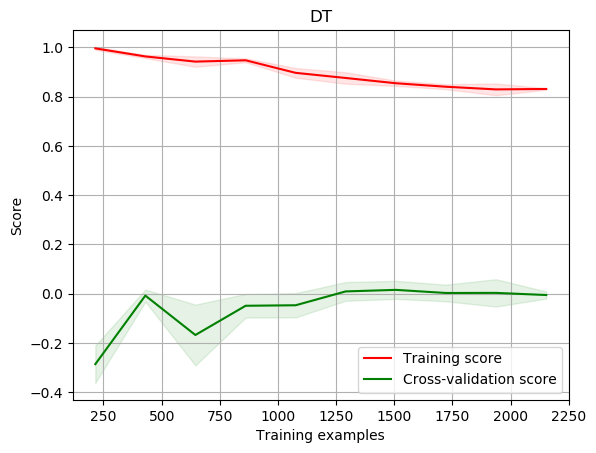 DT
1.0
0.8
0.6
0.4
0.2
0.0
−0.2
−0.4
Score
Training score
Cross-validation score
250 500 750 1000 1250 1500 1750 2000 2250
Training examples